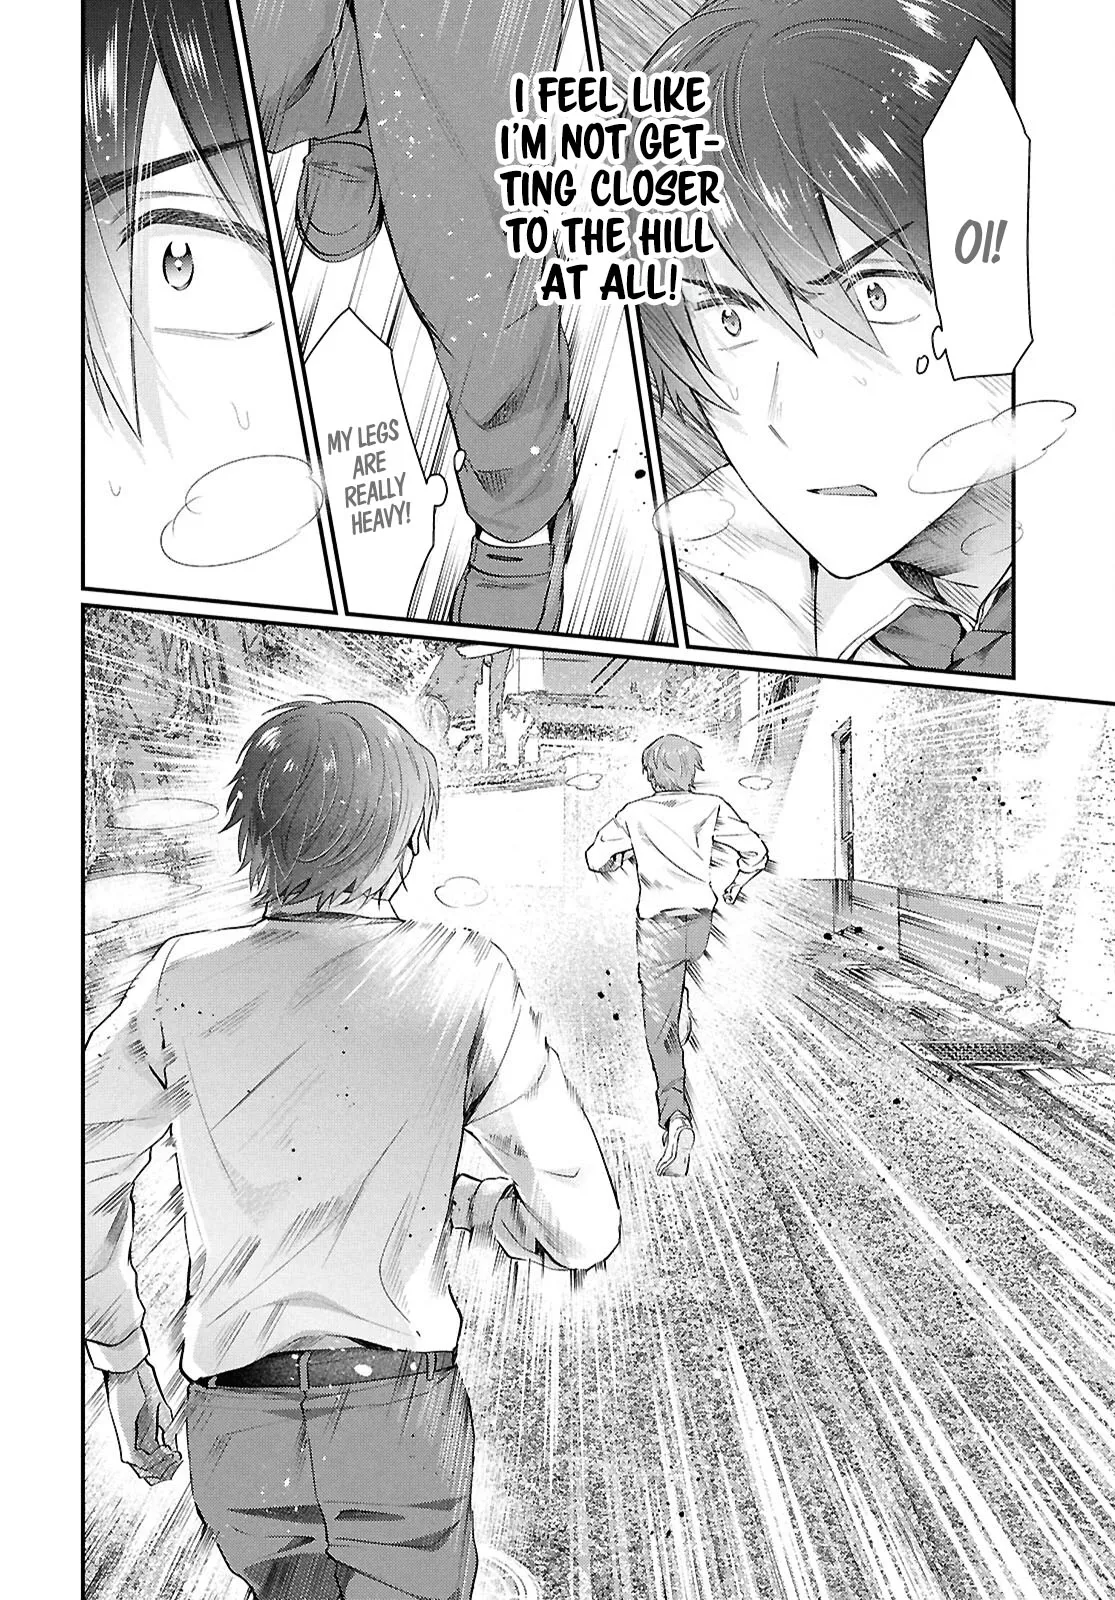 OI!
I FEEL LIKE
I'M NOT GET-
TING CLOSER
TO THE HILL
AT ALL!
MY LEGS
ARE
REALLY
HEAVY!